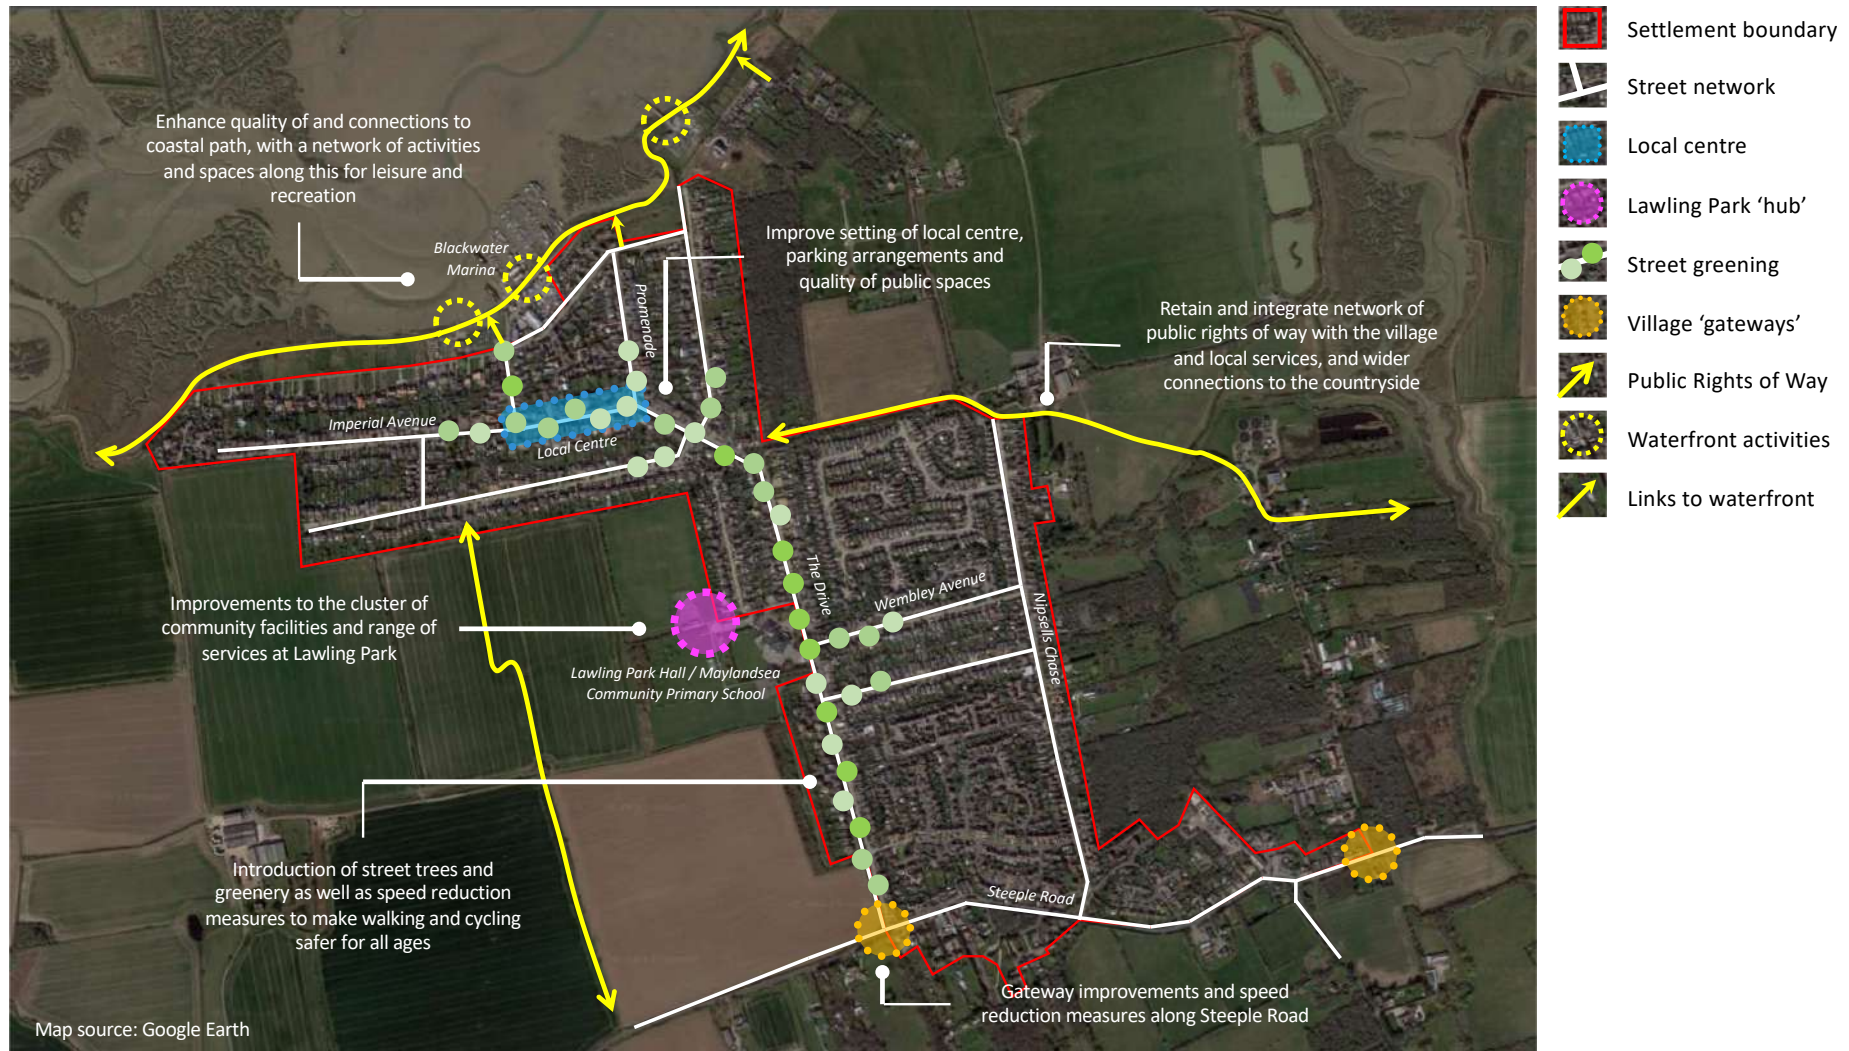 Enhance quality of and connections to
coastal path, with a network of activities
and spaces along this for leisure and
recreation
Blackwater
Marina
Improve setting of local centre,
parking arrangements and
quality of public spaces
Promenade
Retain and integrate network of
public rights of way with the village
and local services, and wider
connections to the countryside
Imperial Avenue
Local Centre
The Drive
Wembley Avenue
Nipsells Chase
Improvements to the cluster of
community facilities and range of
services at Lawling Park
Lawling Park Hall / Maylandsea
Community Primary School
Introduction of street trees and
greenery as well as speed reduction
measures to make walking and cycling
safer for all ages
Steeple Road
Gateway improvements and speed
reduction measures along Steeple Road
Map source: Google Earth
Settlement boundary
Street network
Local centre
Lawling Park ‘hub’
Street greening
Village ‘gateways’
Public Rights of Way
Waterfront activities
Links to waterfront